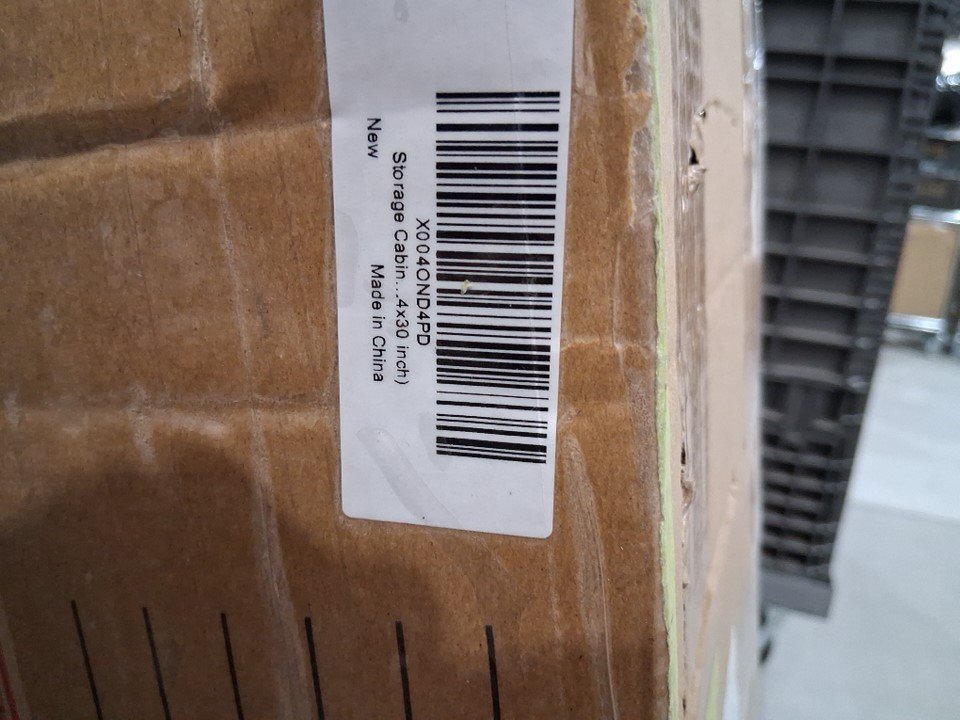 X004OND4PD
Storage Cabin...4x30 inch)
New Made in China